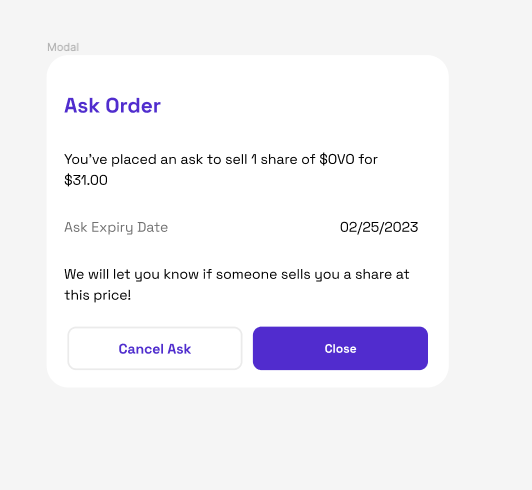 Modal
Ask Order
You've placed an ask to sell 1 share of $OVO for
$31.00
Ask Expiry Date 02/25/2023
We will let you know if someone sells you a share at
this price!
Cancel Ask Close